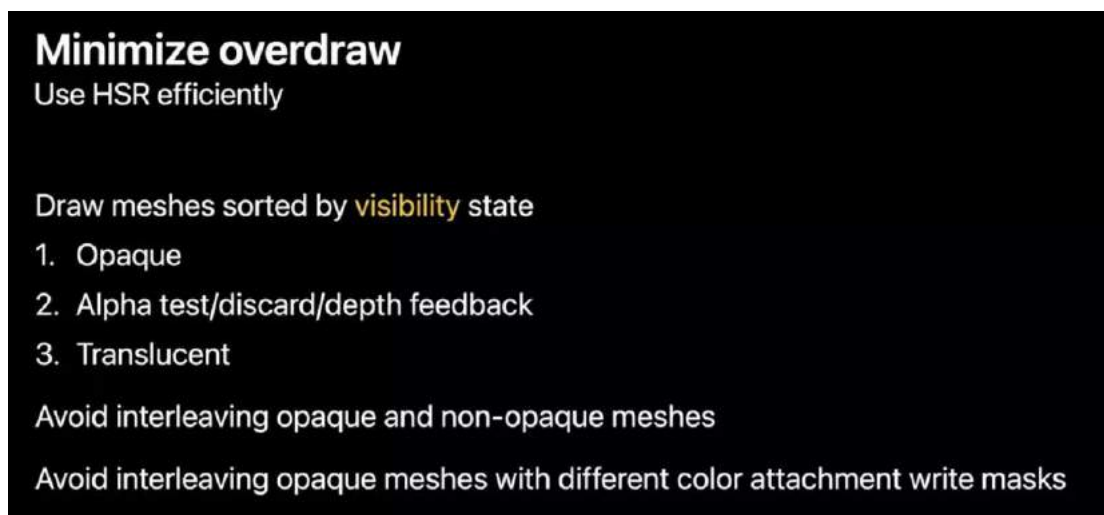 Minimize overdraw
Use HSR efficiently
Draw meshes sorted by visibility state
1. Opaque
2. Alpha test/discard/depth feedback
3. Translucent
Avoid interleaving opaque and non-opaque meshes
Avoid interleaving opaque meshes with different color attachment write masks